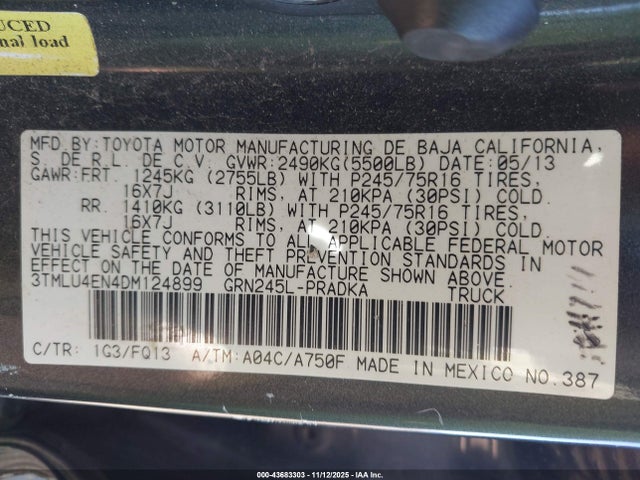 UCED
nal load
MFD.BY:TOYOTA MOTOR MANUFACTURING DE BAJA CALIFORNIA,
S. DE R.L. DE C.V. GVWR:2490KG(5500LB) DATE:05/13
GAWR:FRT. 1245KG (2755LB) WITH P245/75R16 TIRES,
16X7J RIMS, AT 210KPA (30PSI) COLD.
RR. 1410KG (3110LB) WITH P245/75R16 TIRES,
16X7J RIMS, AT 210KPA (30PSI) COLD.
THIS VEHICLE CONFORMS TO ALL APPLICABLE FEDERAL MOTOR
VEHICLE SAFETY AND THEFT PREVENTION STANDARDS IN
EFFECT ON THE DATE OF MANUFACTURE SHOWN ABOVE.
3TMLU4EN4DM124899 GRN245L-PRADKA TRUCK
C/TR: 1G3/FQ13 A/TM:A04C/A750F MADE IN MEXICO NO.387
000-43683303 - 11/12/2025 - IAA Inc.